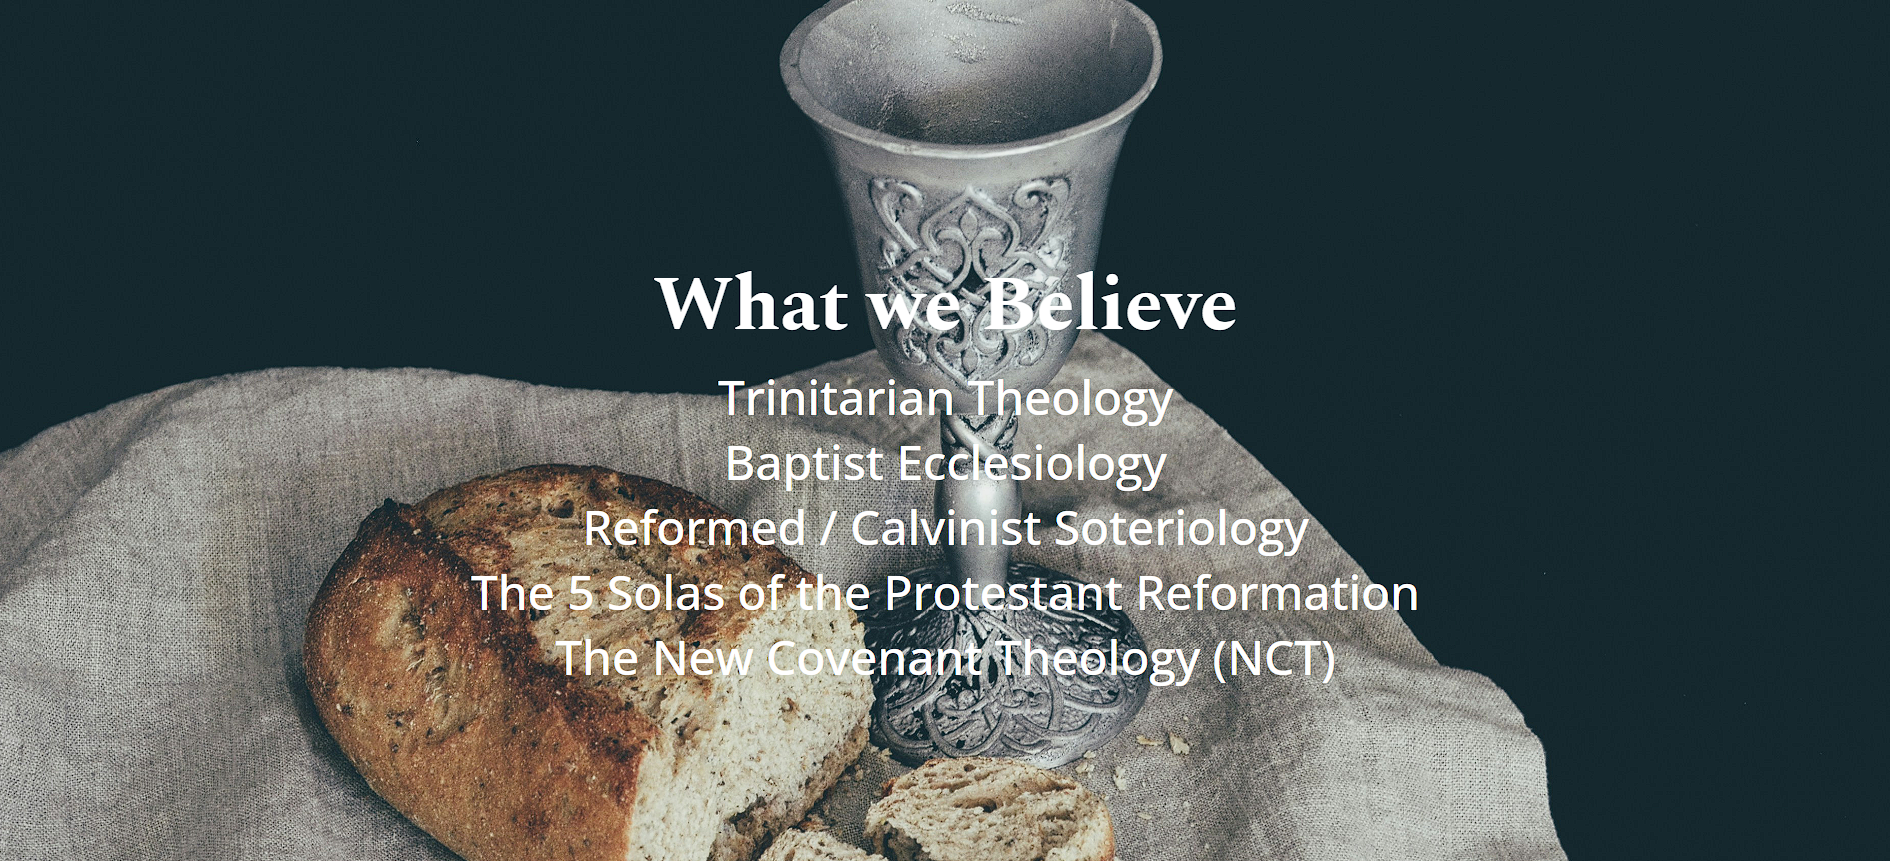 What we Believe
Trinitarian Theology
Baptist Ecclesiology
Reformed / Calvinist Soteriology
The 5 Solas of the Protestant Reformation
The New Covenant Theology (NCT)